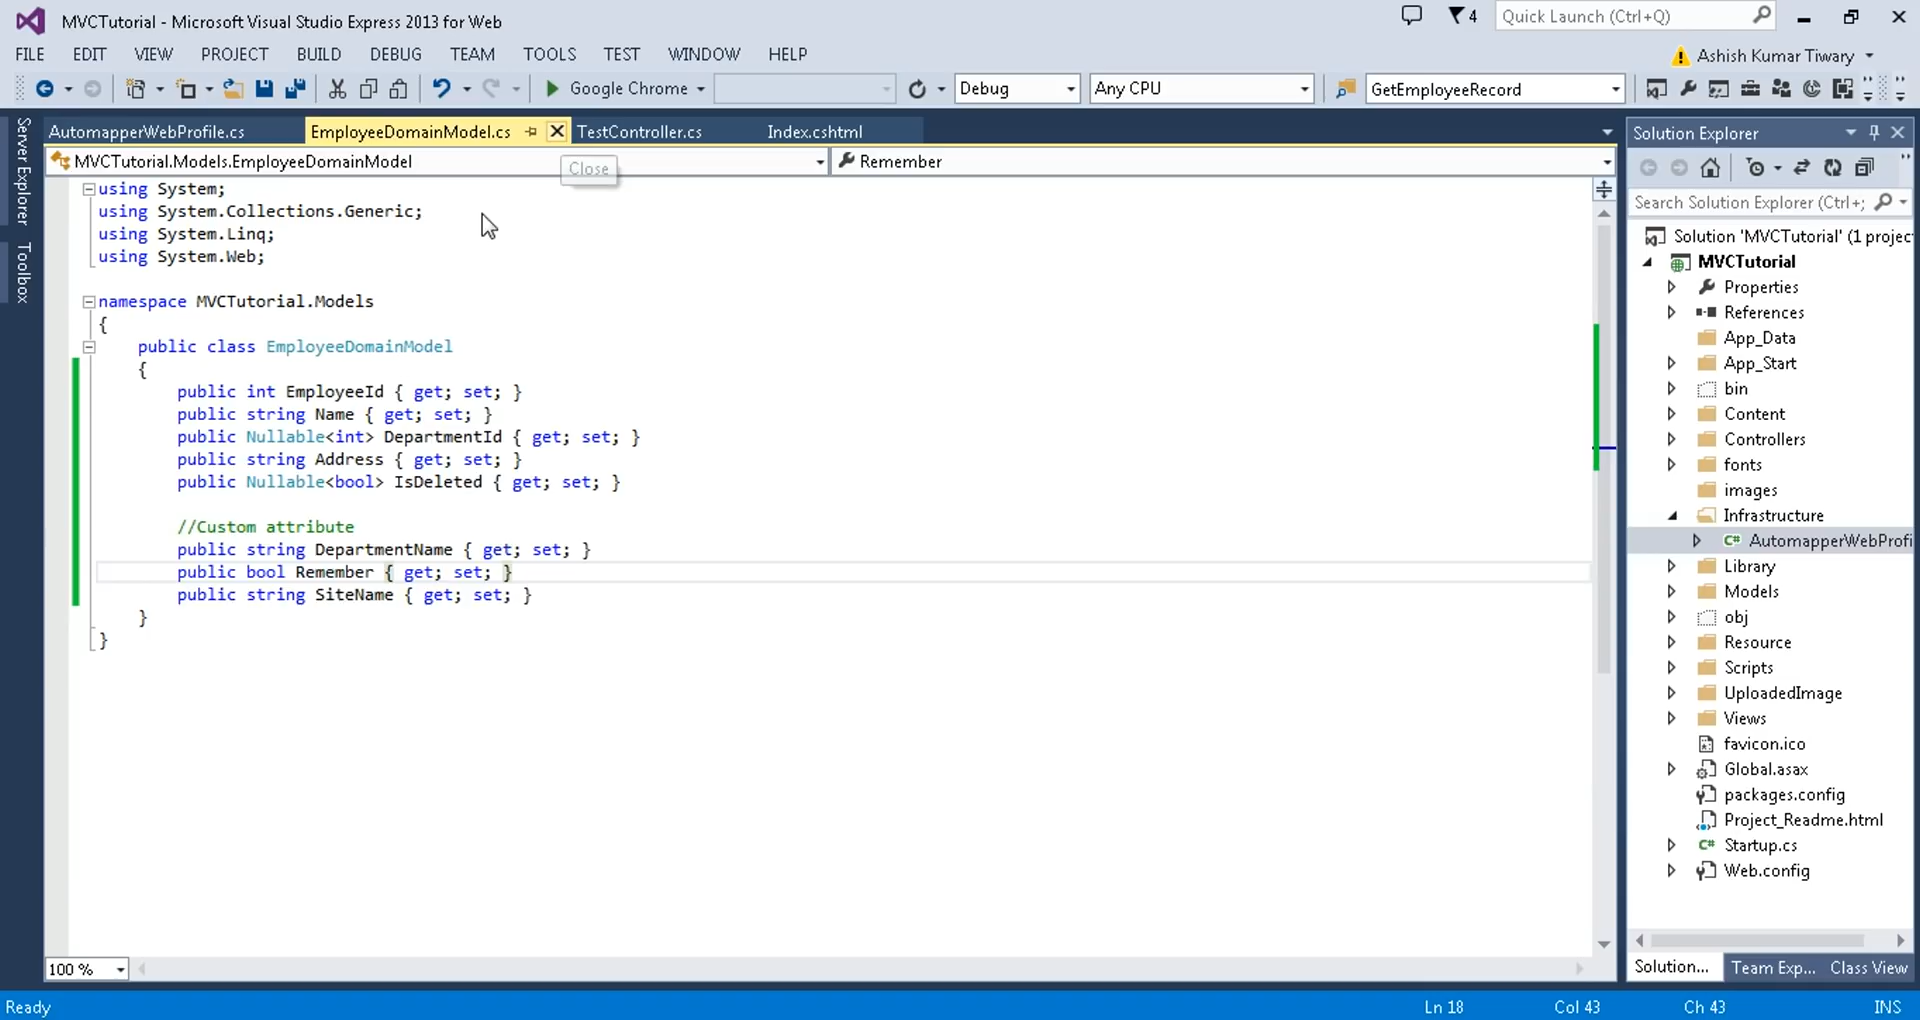 MVCTutorial - Microsoft Visual Studio Express 2013 for Web
4
Quick Launch (Ctrl+Q)
FILE EDIT VIEW PROJECT BUILD DEBUG TEAM TOOLS TEST WINDOW HELP
Ashish Kumar Tiwary
Google Chrome
Debug
Any CPU
GetEmployeeRecord
Server Explorer
Toolbox
AutomapperWebProfile.cs
EmployeeDomainModel.cs
TestController.cs
Index.cshtml
MVCTutorial.Models.EmployeeDomainModel
Remember
Close
using System;
using System.Collections.Generic;
using System.Linq;
using System.Web;
namespace MVCTutorial.Models
{
public class EmployeeDomainModel
{
public int EmployeeId { get; set; }
public string Name { get; set; }
public Nullable<int> DepartmentId { get; set; }
public string Address { get; set; }
public Nullable<bool> IsDeleted { get; set; }
//Custom attribute
public string DepartmentName { get; set; }
public bool Remember { get; set; }
public string SiteName { get; set; }
}
}
100 %
Solution Explorer
Search Solution Explorer (Ctrl+;
Solution 'MVCTutorial' (1 projec
MVCTutorial
Properties
References
App_Data
App_Start
bin
Content
Controllers
fonts
images
Infrastructure
C# AutomapperWebProfi
Library
Models
obj
Resource
Scripts
UploadedImage
Views
favicon.ico
Global.asax
packages.config
Project_Readme.html
C# Startup.cs
Web.config
Solution... Team Exp... Class View
Ready
Ln 18 Col 43 Ch 43 INS